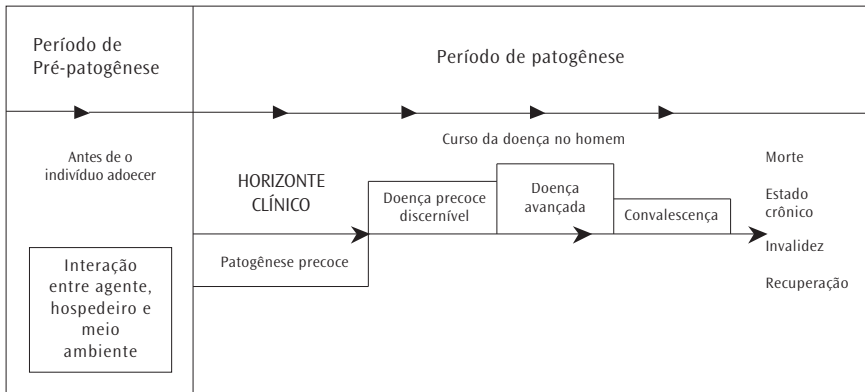 Período de
Pré-patogênese
Período de patogênese
Curso da doença no homem
Antes de o
indivíduo adoecer
HORIZONTE
CLÍNICO
Doença precoce
discernível
Doença
avançada
Convalescença
Morte
Estado
crônico
Invalidez
Recuperação
Patogênese precoce
Interação
entre agente,
hospedeiro e
meio
ambiente